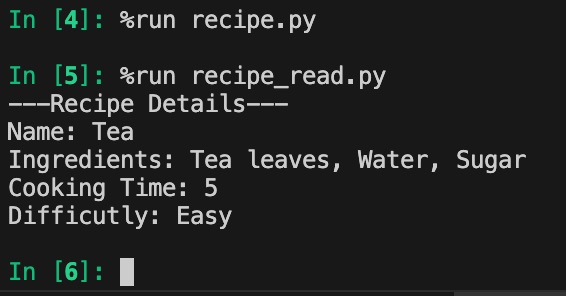 In [4]: %run recipe.py
In [5]: %run recipe_read.py
---Recipe Details---
Name: Tea
Ingredients: Tea leaves, Water, Sugar
Cooking Time: 5
Difficutly: Easy
In [6]: